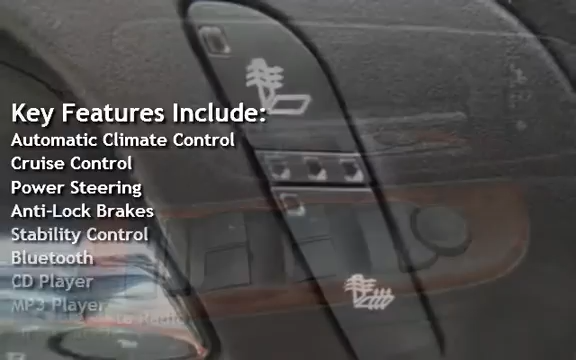 Key Features Include:
Automatic Climate Control
Cruise Control
Power Steering
Anti-Lock Brakes
Stability Control
Bluetooth
CD Player
MP3 Player